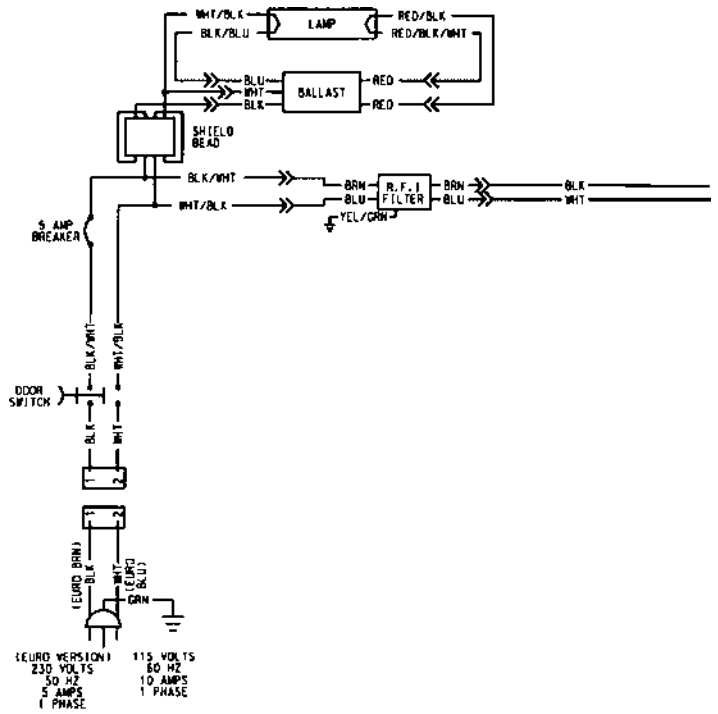 WHT/BLK
LAMP
RED/BLK
BLK/BLU
RED/BLK/WHT
BLU
WHT
BLK
BALLAST
RED
RED
SHIELD
BEAD
BLK/WHT
BRN
BLU
R.F.I
FILTER
BRN
BLU
BLK
WHT
WHT/BLK
YEL/GRN
5 AMP
BREAKER
BLK/WHT
WHT/BLK
DOOR
SWITCH
BLK
WHT
1
2
1
2
(EURO BRN)
BLK
WHT
(EURO
BLU)
GRN
(EURO VERSION)
230 VOLTS
50 HZ
5 AMPS
1 PHASE
115 VOLTS
60 HZ
10 AMPS
1 PHASE